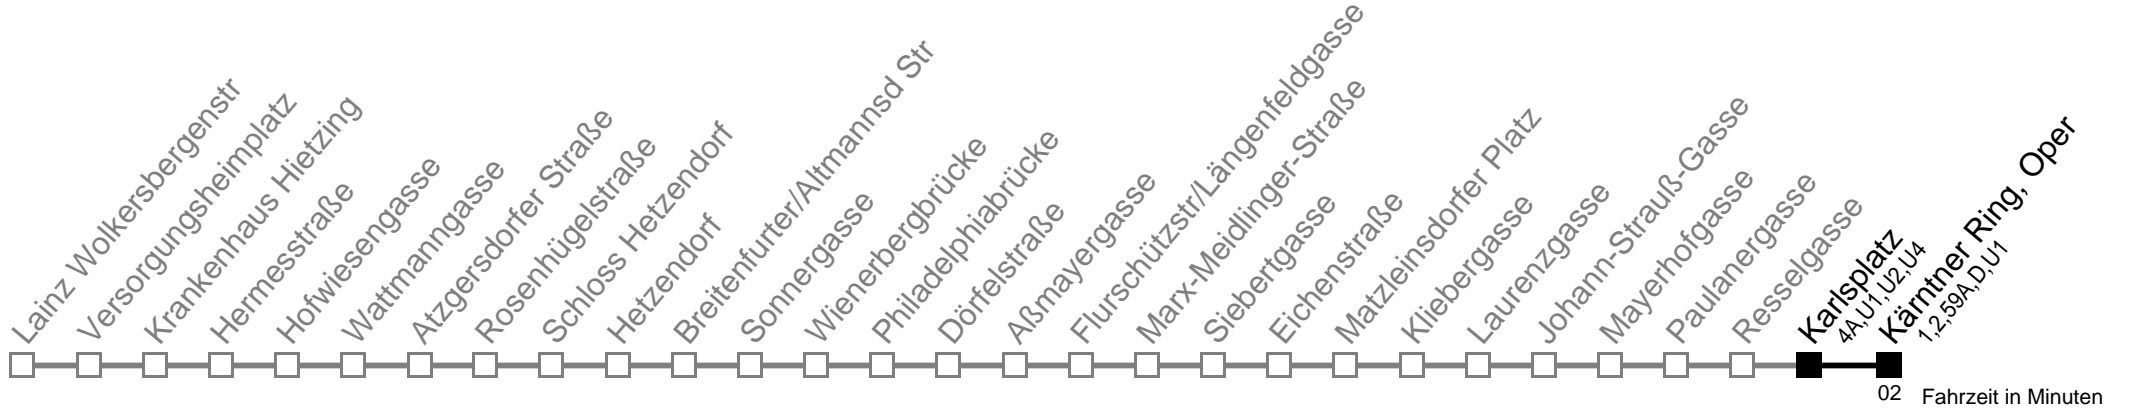 Lainz Wolkersbergenstr
Versorgungsheimplatz
Krankenhaus Hietzing
Hermesstraße
Hofwiesengasse
Wattmanngasse
Atzgersdorfer Straße
Rosenhügelstraße
Schloss Hetzendorf
Hetzendorf
Breitenfurter/Altmannsd Str
Sonnergasse
Wienerbergbrücke
Philadelphiabrücke
Dörfelstraße
Aßmayergasse
Flurschützstr/Längenfeldgasse
Marx-Meidlinger-Straße
Siebertgasse
Eichenstraße
Matzleinsdorfer Platz
Kliebergasse
Laurenzgasse
Johann-Strauß-Gasse
Mayerhofgasse
Paulanergasse
Resselgasse
Karlsplatz
4A,U1,U2,U4
Kärntner Ring, Oper
1,2,59A,D,U1
02
Fahrzeit in Minuten